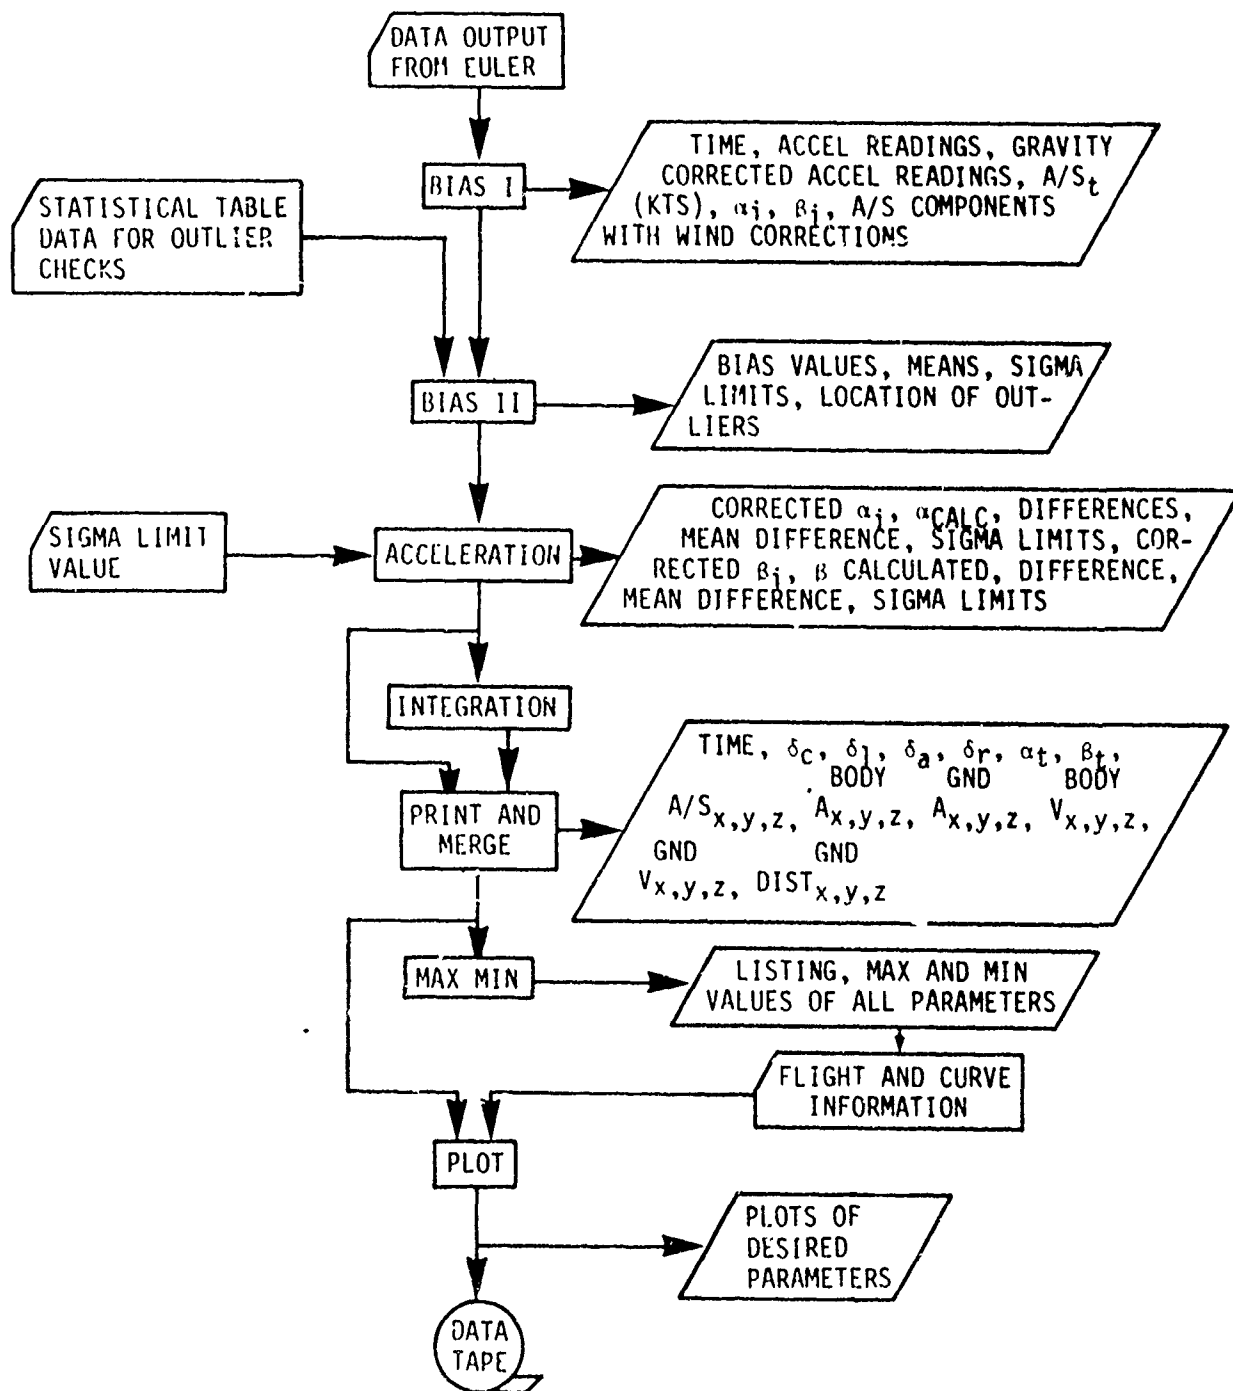 DATA OUTPUT
FROM EULER
BIAS I
TIME, ACCEL READINGS, GRAVITY
CORRECTED ACCEL READINGS, A/Sₜ
(KTS), αᵢ, βᵢ, A/S COMPONENTS
WITH WIND CORRECTIONS
STATISTICAL TABLE
DATA FOR OUTLIER
CHECKS
BIAS II
BIAS VALUES, MEANS, SIGMA
LIMITS, LOCATION OF OUT-
LIERS
SIGMA LIMIT
VALUE
ACCELERATION
CORRECTED αᵢ, αCALC, DIFFERENCES,
MEAN DIFFERENCE, SIGMA LIMITS, COR-
RECTED βᵢ, β CALCULATED, DIFFERENCE,
MEAN DIFFERENCE, SIGMA LIMITS
INTEGRATION
PRINT AND
MERGE
TIME, δc, δl, δa, δr, αt, βt,
BODY GND BODY
A/Sx,y,z, Ax,y,z, Ax,y,z, Vx,y,z,
GND GND
Vx,y,z, DISTx,y,z
MAX MIN
LISTING, MAX AND MIN
VALUES OF ALL PARAMETERS
FLIGHT AND CURVE
INFORMATION
PLOT
PLOTS OF
DESIRED
PARAMETERS
DATA
TAPE